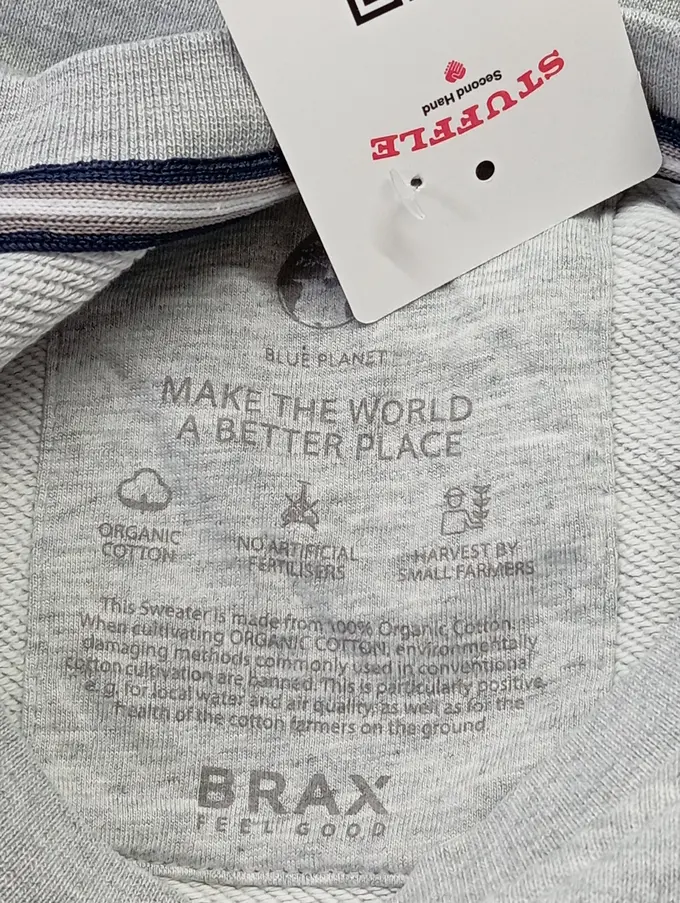 STUFFLE
Second Hand
BLUE PLANET
MAKE THE WORLD
A BETTER PLACE
ORGANIC
COTTON
NO ARTIFICIAL
FERTILISERS
HARVEST BY
SMALL FARMERS
This Sweater is made from 100% Organic Cotton.
When cultivating ORGANIC COTTON, environmentally
damaging methods commonly used in conventional
cotton cultivation are banned. This is particularly positive,
e. g. for local water and air quality, as well as for the
health of the cotton farmers on the ground.
BRAX
FEEL GOOD